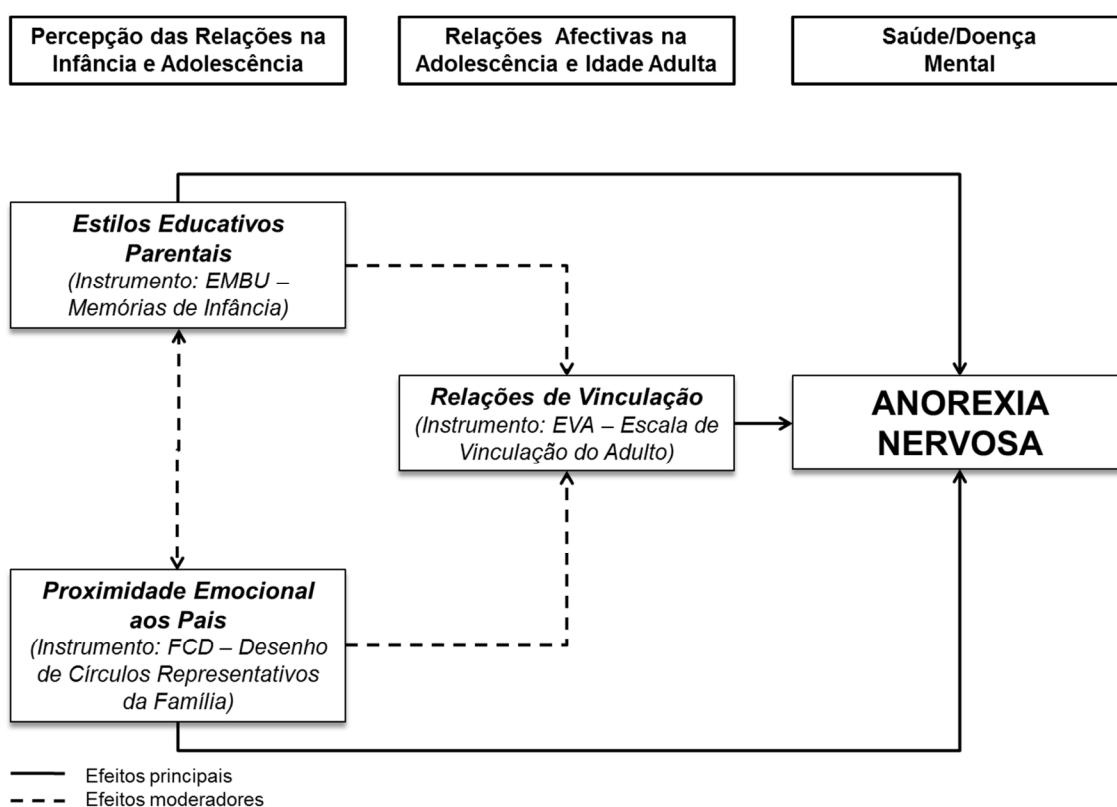 Percepção das Relações na
Infância e Adolescência
Relações Afectivas na
Adolescência e Idade Adulta
Saúde/Doença
Mental
Estilos Educativos
Parentais
(Instrumento: EMBU –
Memórias de Infância)
Relações de Vinculação
(Instrumento: EVA – Escala de
Vinculação do Adulto)
ANOREXIA
NERVOSA
Proximidade Emocional
aos Pais
(Instrumento: FCD – Desenho
de Círculos Representativos
da Família)
Efeitos principais
Efeitos moderadores